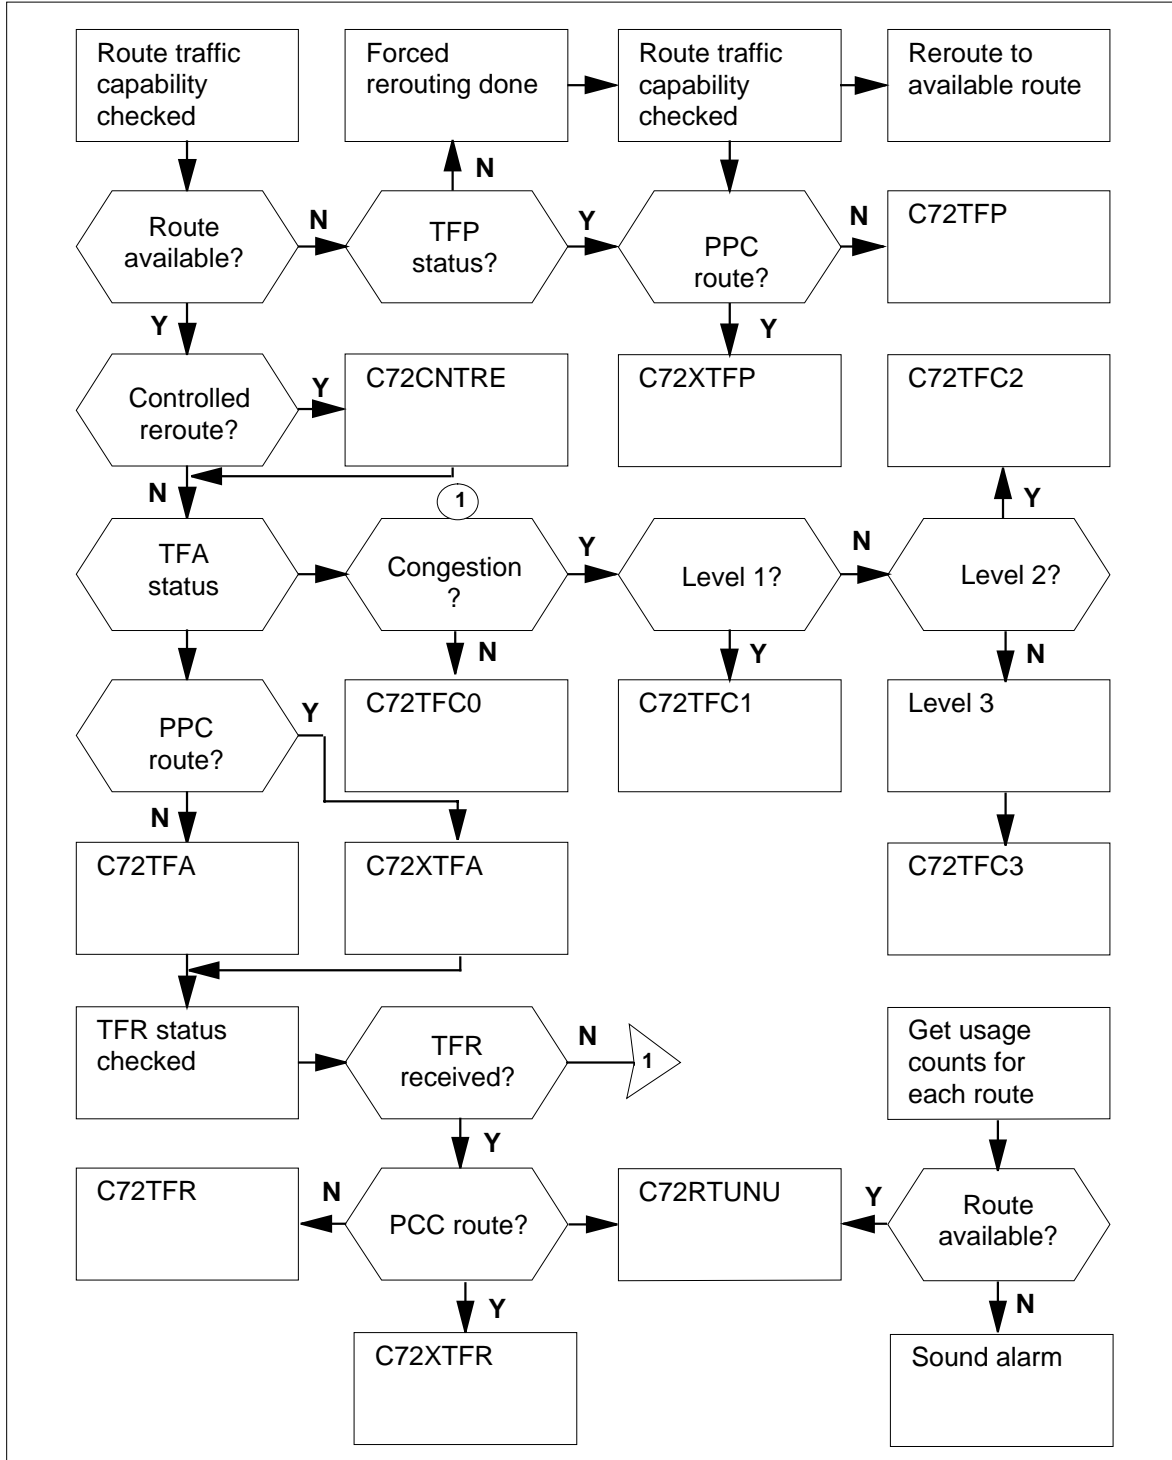 Route traffic
capability
checked
Forced
rerouting done
Route traffic
capability
checked
Reroute to
available route
N
Route
available?
N
TFP
status?
Y
PPC
route?
N
C72TFP
Y
Y
Controlled
reroute?
Y
C72CNTRE
C72XTFP
C72TFC2
N
1
Y
TFA
status
Congestion
?
Y
Level 1?
N
Level 2?
N
Y
N
PPC
route?
Y
C72TFC0
C72TFC1
Level 3
N
C72TFA
C72XTFA
C72TFC3
TFR status
checked
TFR
received?
N
1
Get usage
counts for
each route
Y
C72TFR
N
PCC route?
C72RTUNU
Y
Route
available?
Y
N
C72XTFR
Sound alarm